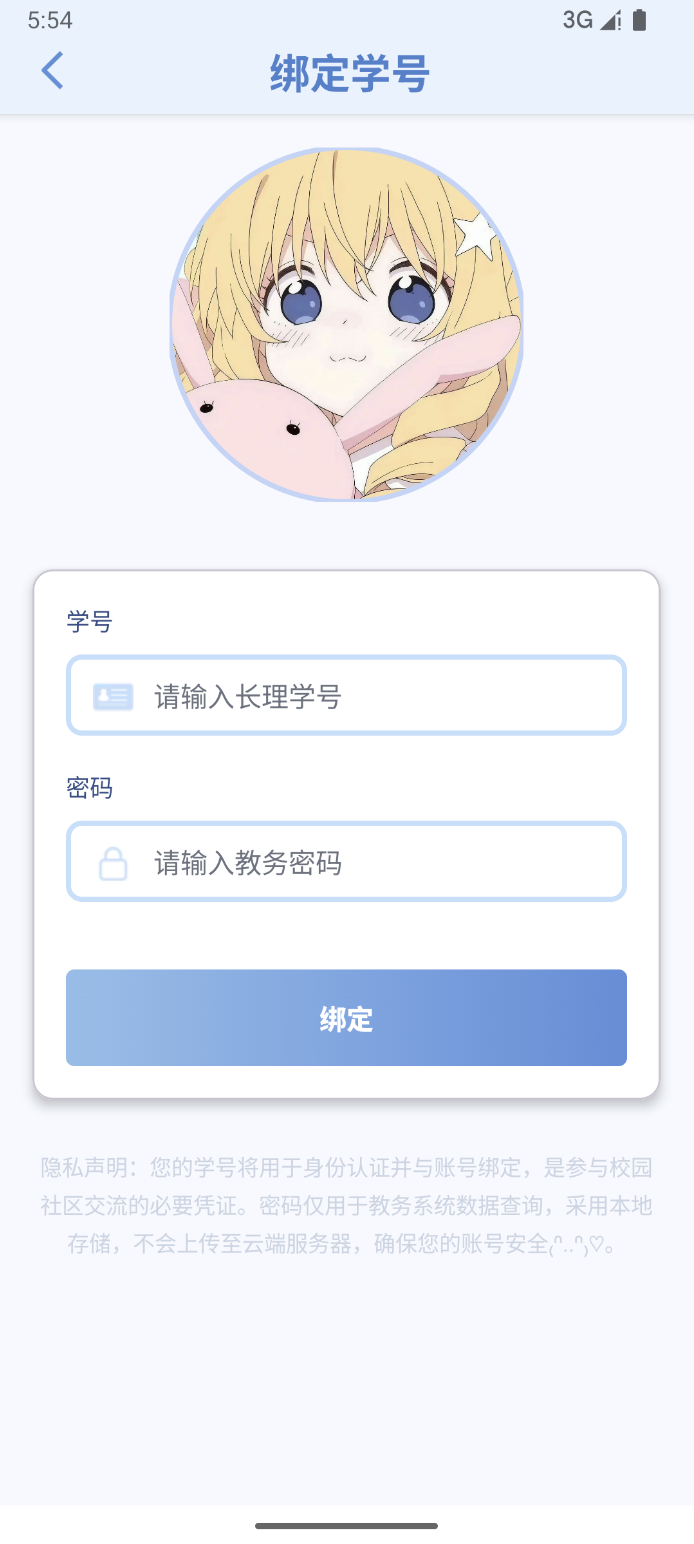 5:54
3G
绑定学号
学号
请输入长理学号
密码
请输入教务密码
绑定
隐私声明：您的学号将用于身份认证并与账号绑定，是参与校园
社区交流的必要凭证。密码仅用于教务系统数据查询，采用本地
存储，不会上传至云端服务器，确保您的账号安全₍ᐢ..ᐢ₎♡。